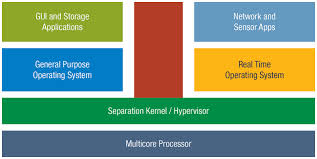 GUI and Storage
Applications
Network and
Sensor Apps
General Purpose
Operating System
Real Time
Operating System
Separation Kernel / Hypervisor
Multicore Processor